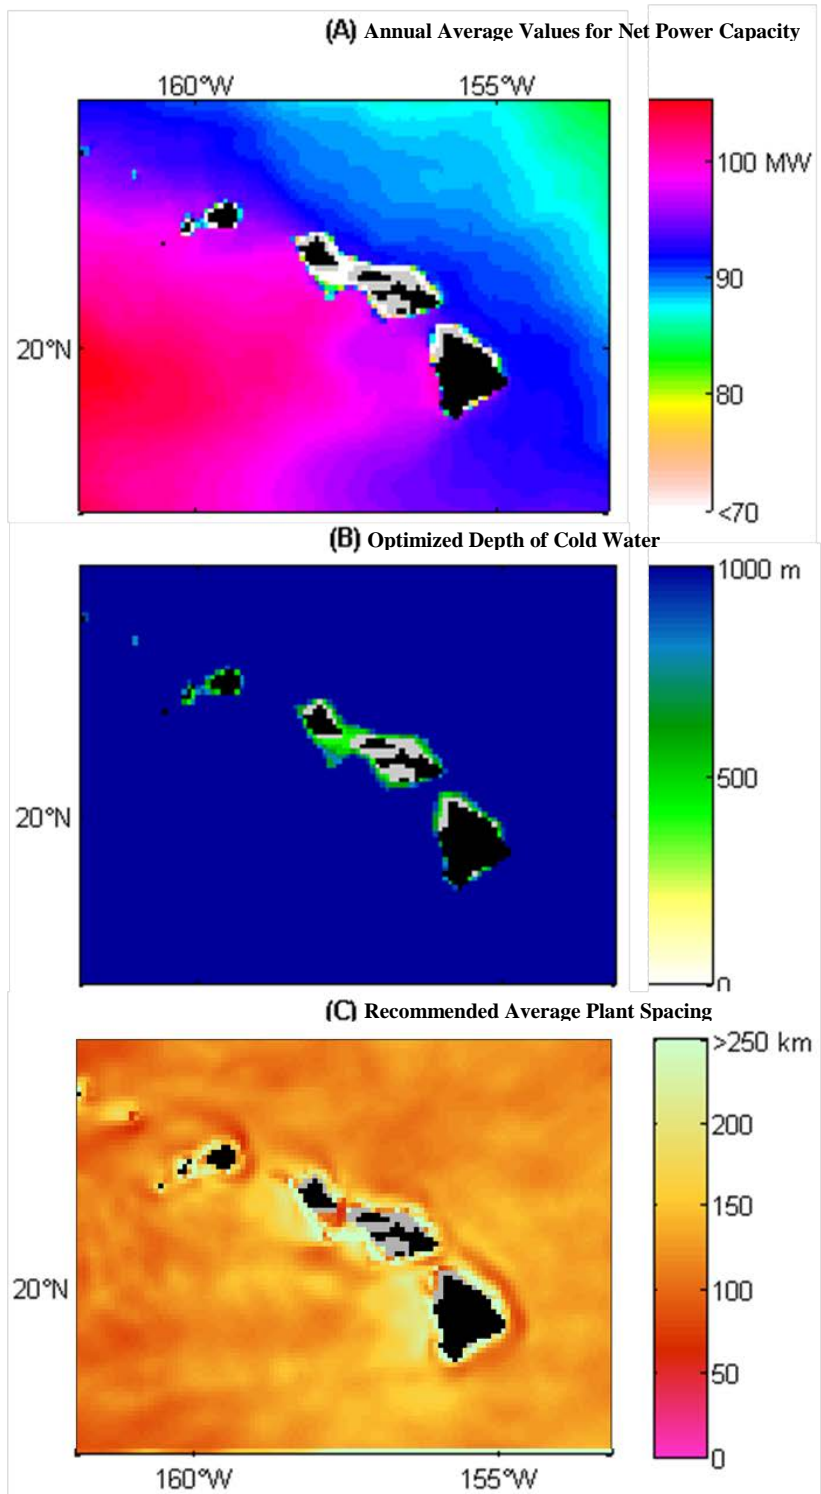 (A) Annual Average Values for Net Power Capacity
160°W 155°W
100 MW
90
20°N
80
<70
(B) Optimized Depth of Cold Water
1000 m
500
20°N
0
(C) Recommended Average Plant Spacing
>250 km
200
150
20°N
100
50
0
160°W 155°W